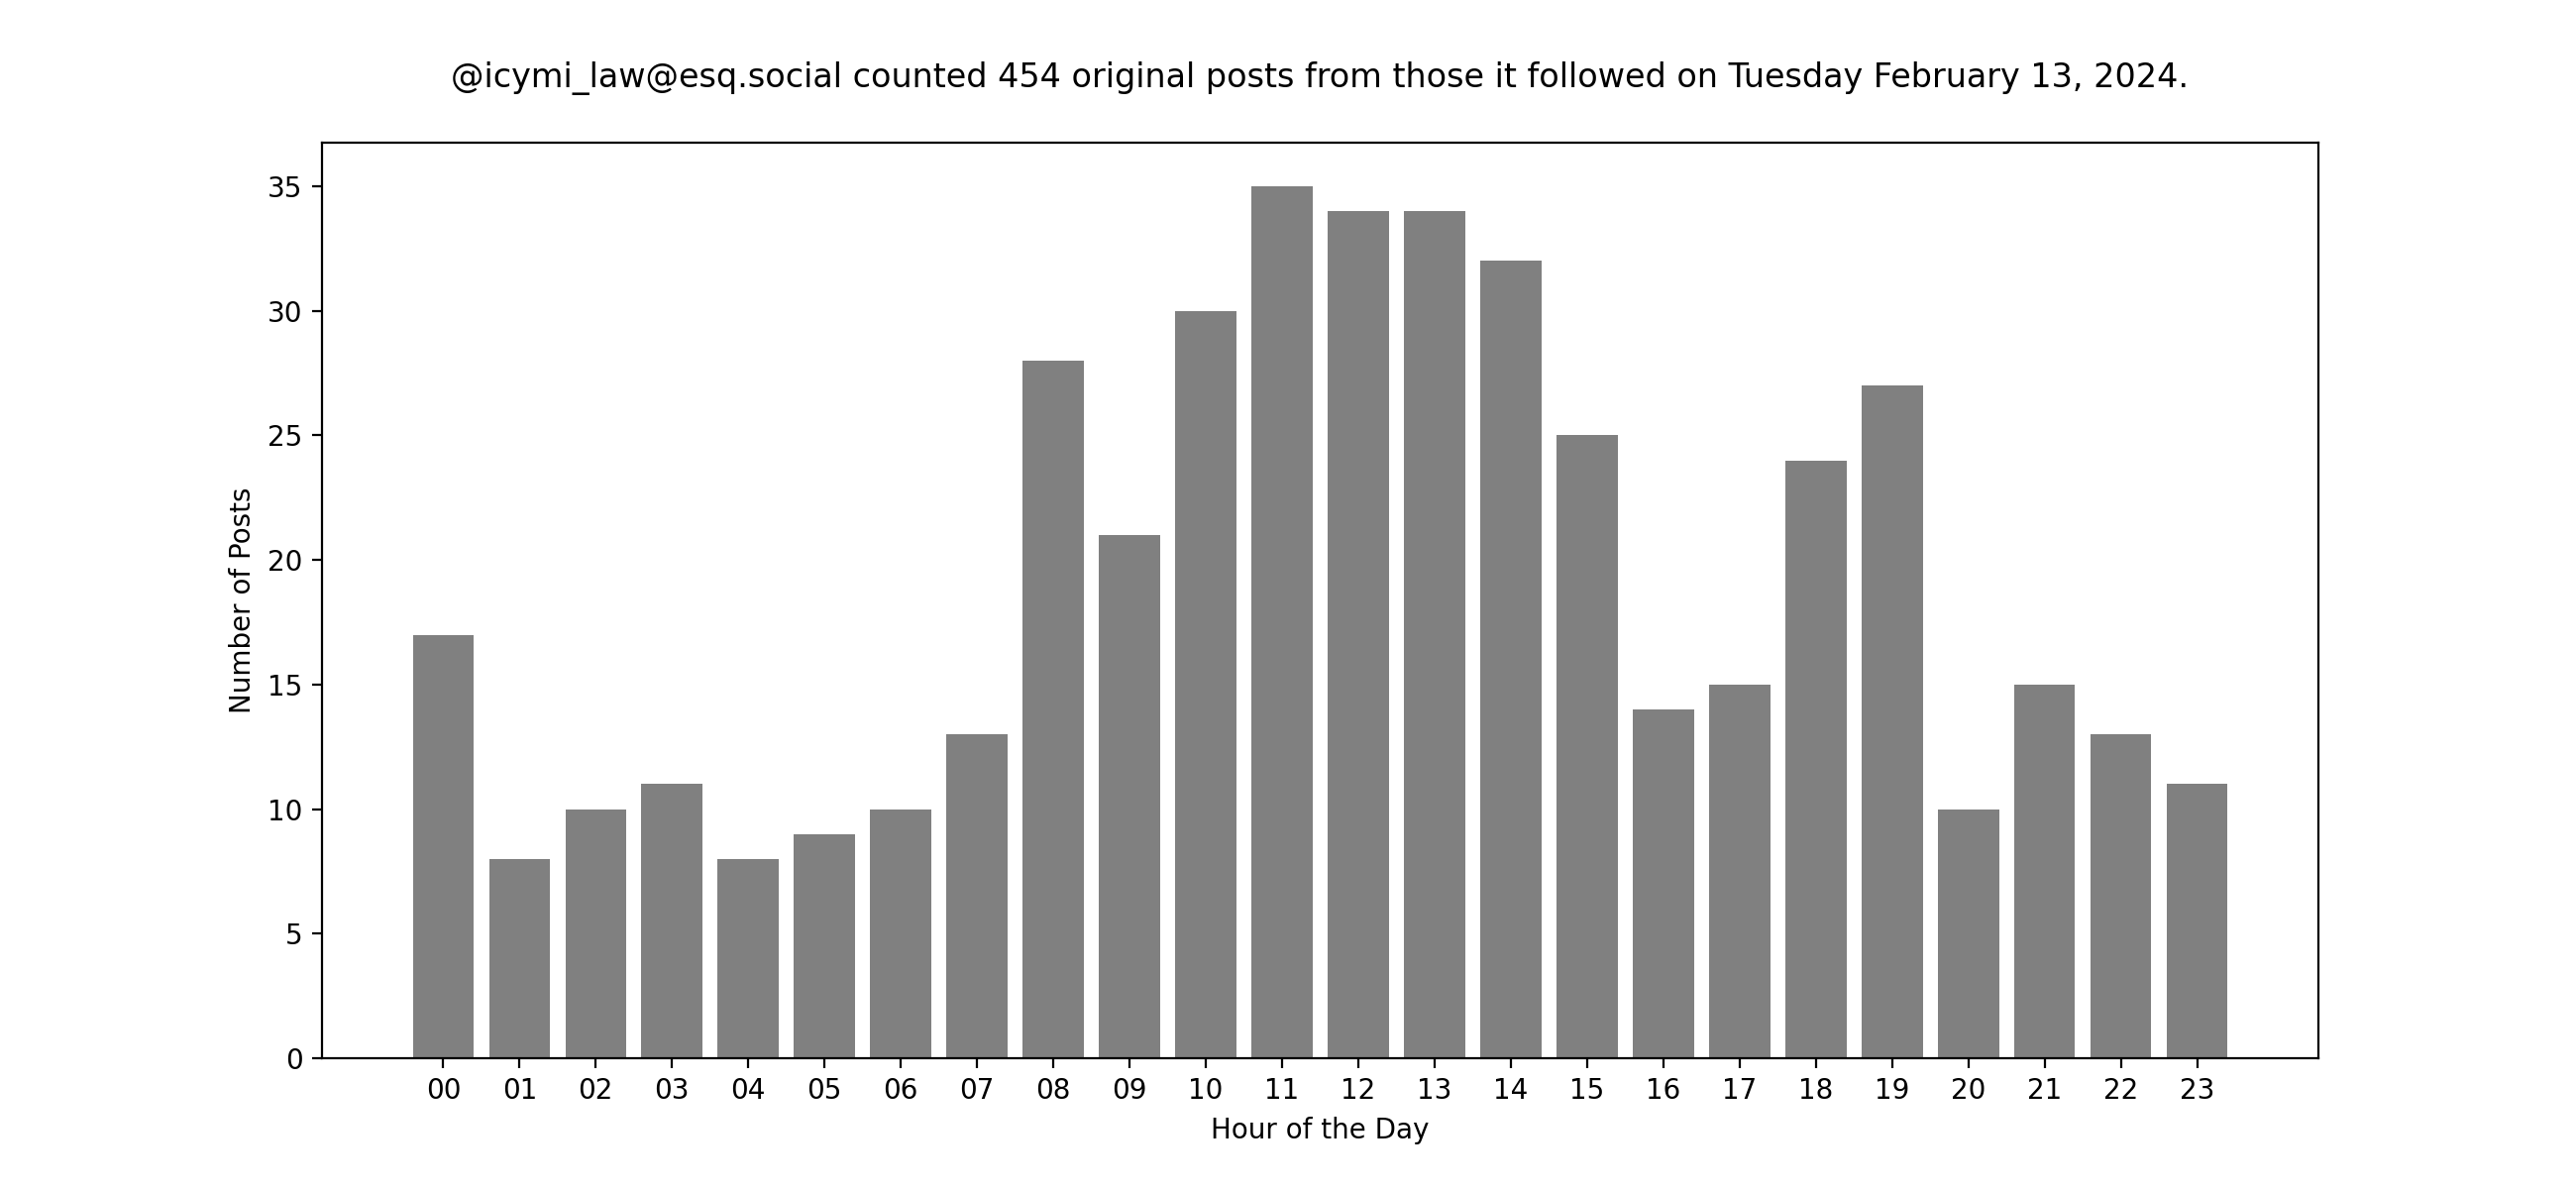 @icymi_law@esq.social counted 454 original posts from those it followed on Tuesday February 13, 2024.
35
30
25
20
15
10
5
0
Number of Posts
00 01 02 03 04 05 06 07 08 09 10 11 12 13 14 15 16 17 18 19 20 21 22 23
Hour of the Day